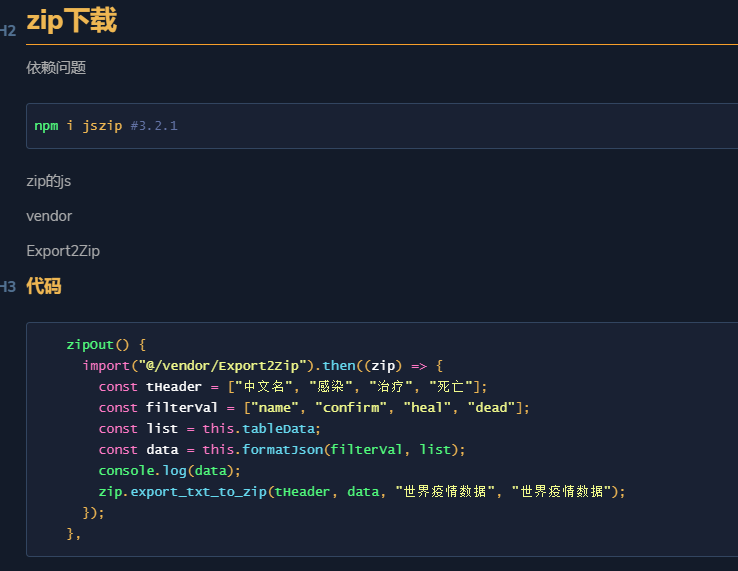 H2 zip下载
依赖问题
npm i jszip #3.2.1
zip的js
vendor
Export2Zip
H3 代码
zipOut() {
import("@/vendor/Export2Zip").then((zip) => {
const tHeader = ["中文名", "感染", "治疗", "死亡"];
const filterVal = ["name", "confirm", "heal", "dead"];
const list = this.tableData;
const data = this.formatJson(filterVal, list);
console.log(data);
zip.export_txt_to_zip(tHeader, data, "世界疫情数据", "世界疫情数据");
});
},